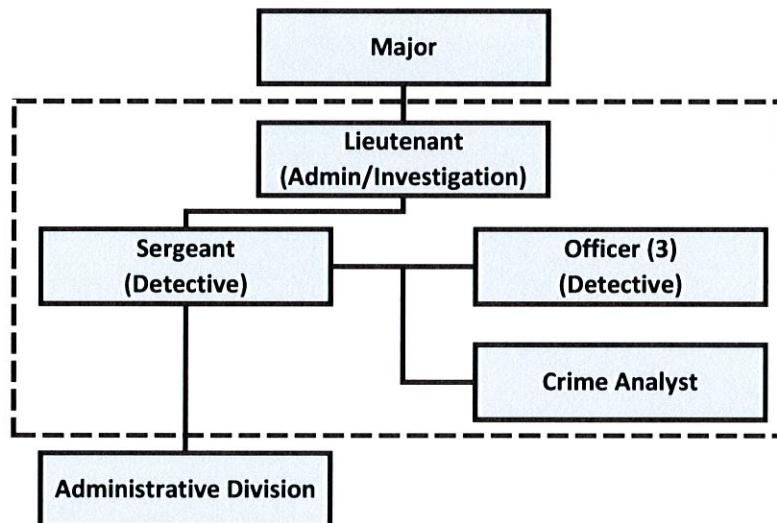 Major
Lieutenant
(Admin/Investigation)
Sergeant
(Detective)
Officer (3)
(Detective)
Crime Analyst
Administrative Division